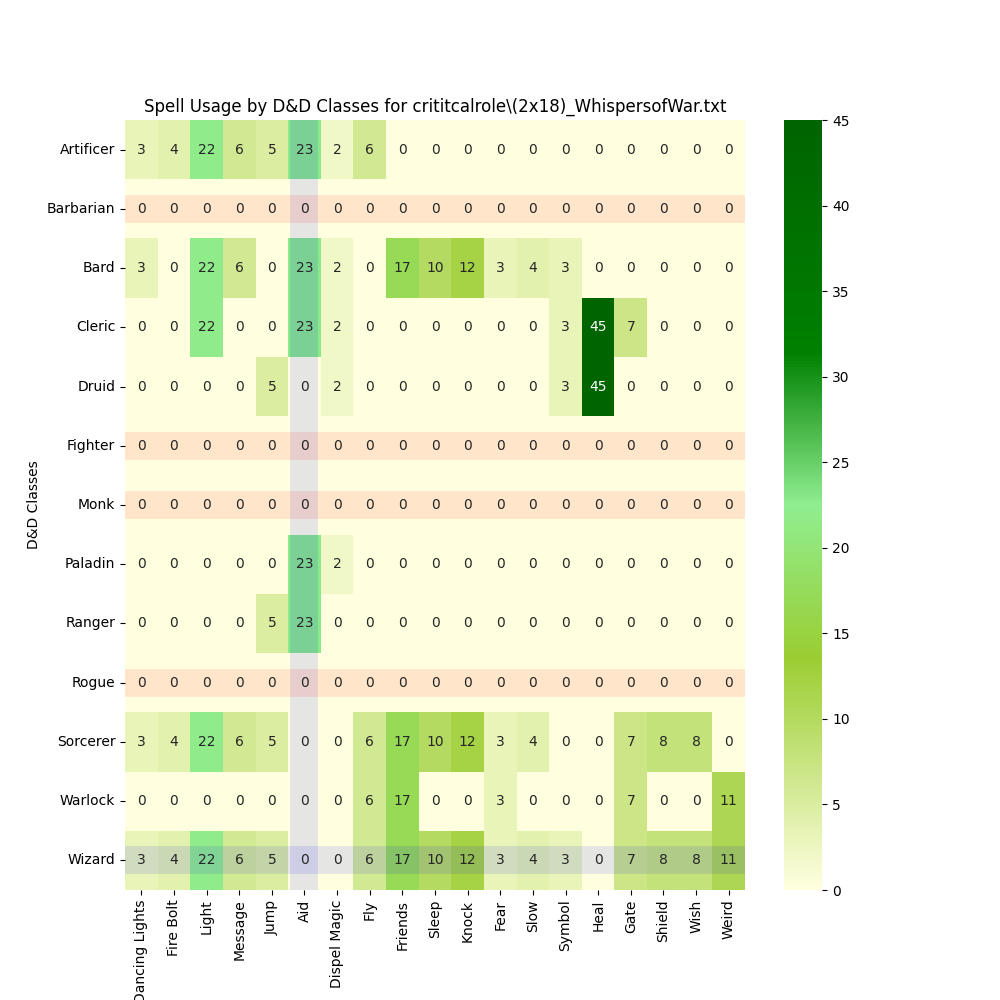 Spell Usage by D&D Classes for crititcalrole\(2x18)_WhispersofWar.txt
D&D Classes
Artificer 3 4 22 6 5 23 2 6 0 0 0 0 0 0 0 0 0 0 0
Barbarian 0 0 0 0 0 0 0 0 0 0 0 0 0 0 0 0 0 0 0
Bard 3 0 22 6 0 23 2 0 17 10 12 3 4 3 0 0 0 0 0
Cleric 0 0 22 0 0 23 2 0 0 0 0 0 0 3 45 7 0 0 0
Druid 0 0 0 0 5 0 2 0 0 0 0 0 0 3 45 0 0 0 0
Fighter 0 0 0 0 0 0 0 0 0 0 0 0 0 0 0 0 0 0 0
Monk 0 0 0 0 0 0 0 0 0 0 0 0 0 0 0 0 0 0 0
Paladin 0 0 0 0 0 23 2 0 0 0 0 0 0 0 0 0 0 0 0
Ranger 0 0 0 0 5 23 0 0 0 0 0 0 0 0 0 0 0 0 0
Rogue 0 0 0 0 0 0 0 0 0 0 0 0 0 0 0 0 0 0 0
Sorcerer 3 4 22 6 5 0 0 6 17 10 12 3 4 0 0 7 8 8 0
Warlock 0 0 0 0 0 0 0 6 17 0 0 3 0 0 0 7 0 0 11
Wizard 3 4 22 6 5 0 0 6 17 10 12 3 4 3 0 7 8 8 11
Dancing Lights
Fire Bolt
Light
Message
Jump
Aid
Dispel Magic
Fly
Friends
Sleep
Knock
Fear
Slow
Symbol
Heal
Gate
Shield
Wish
Weird
45
40
35
30
25
20
15
10
5
0